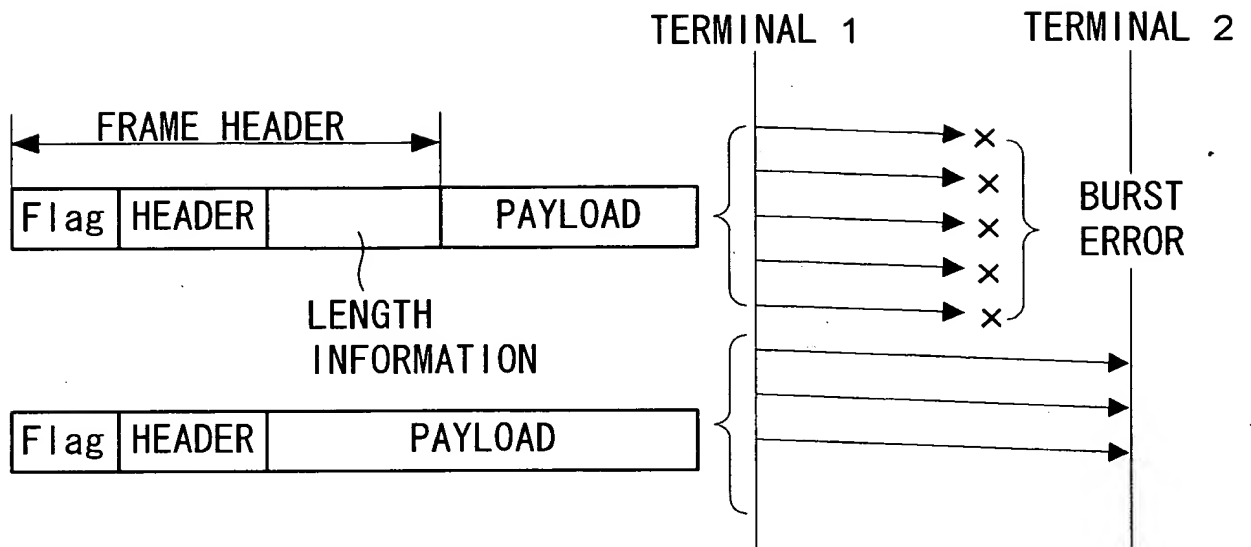 TERMINAL 1
TERMINAL 2
FRAME HEADER
Flag HEADER PAYLOAD
BURST
ERROR
LENGTH
INFORMATION
Flag HEADER PAYLOAD